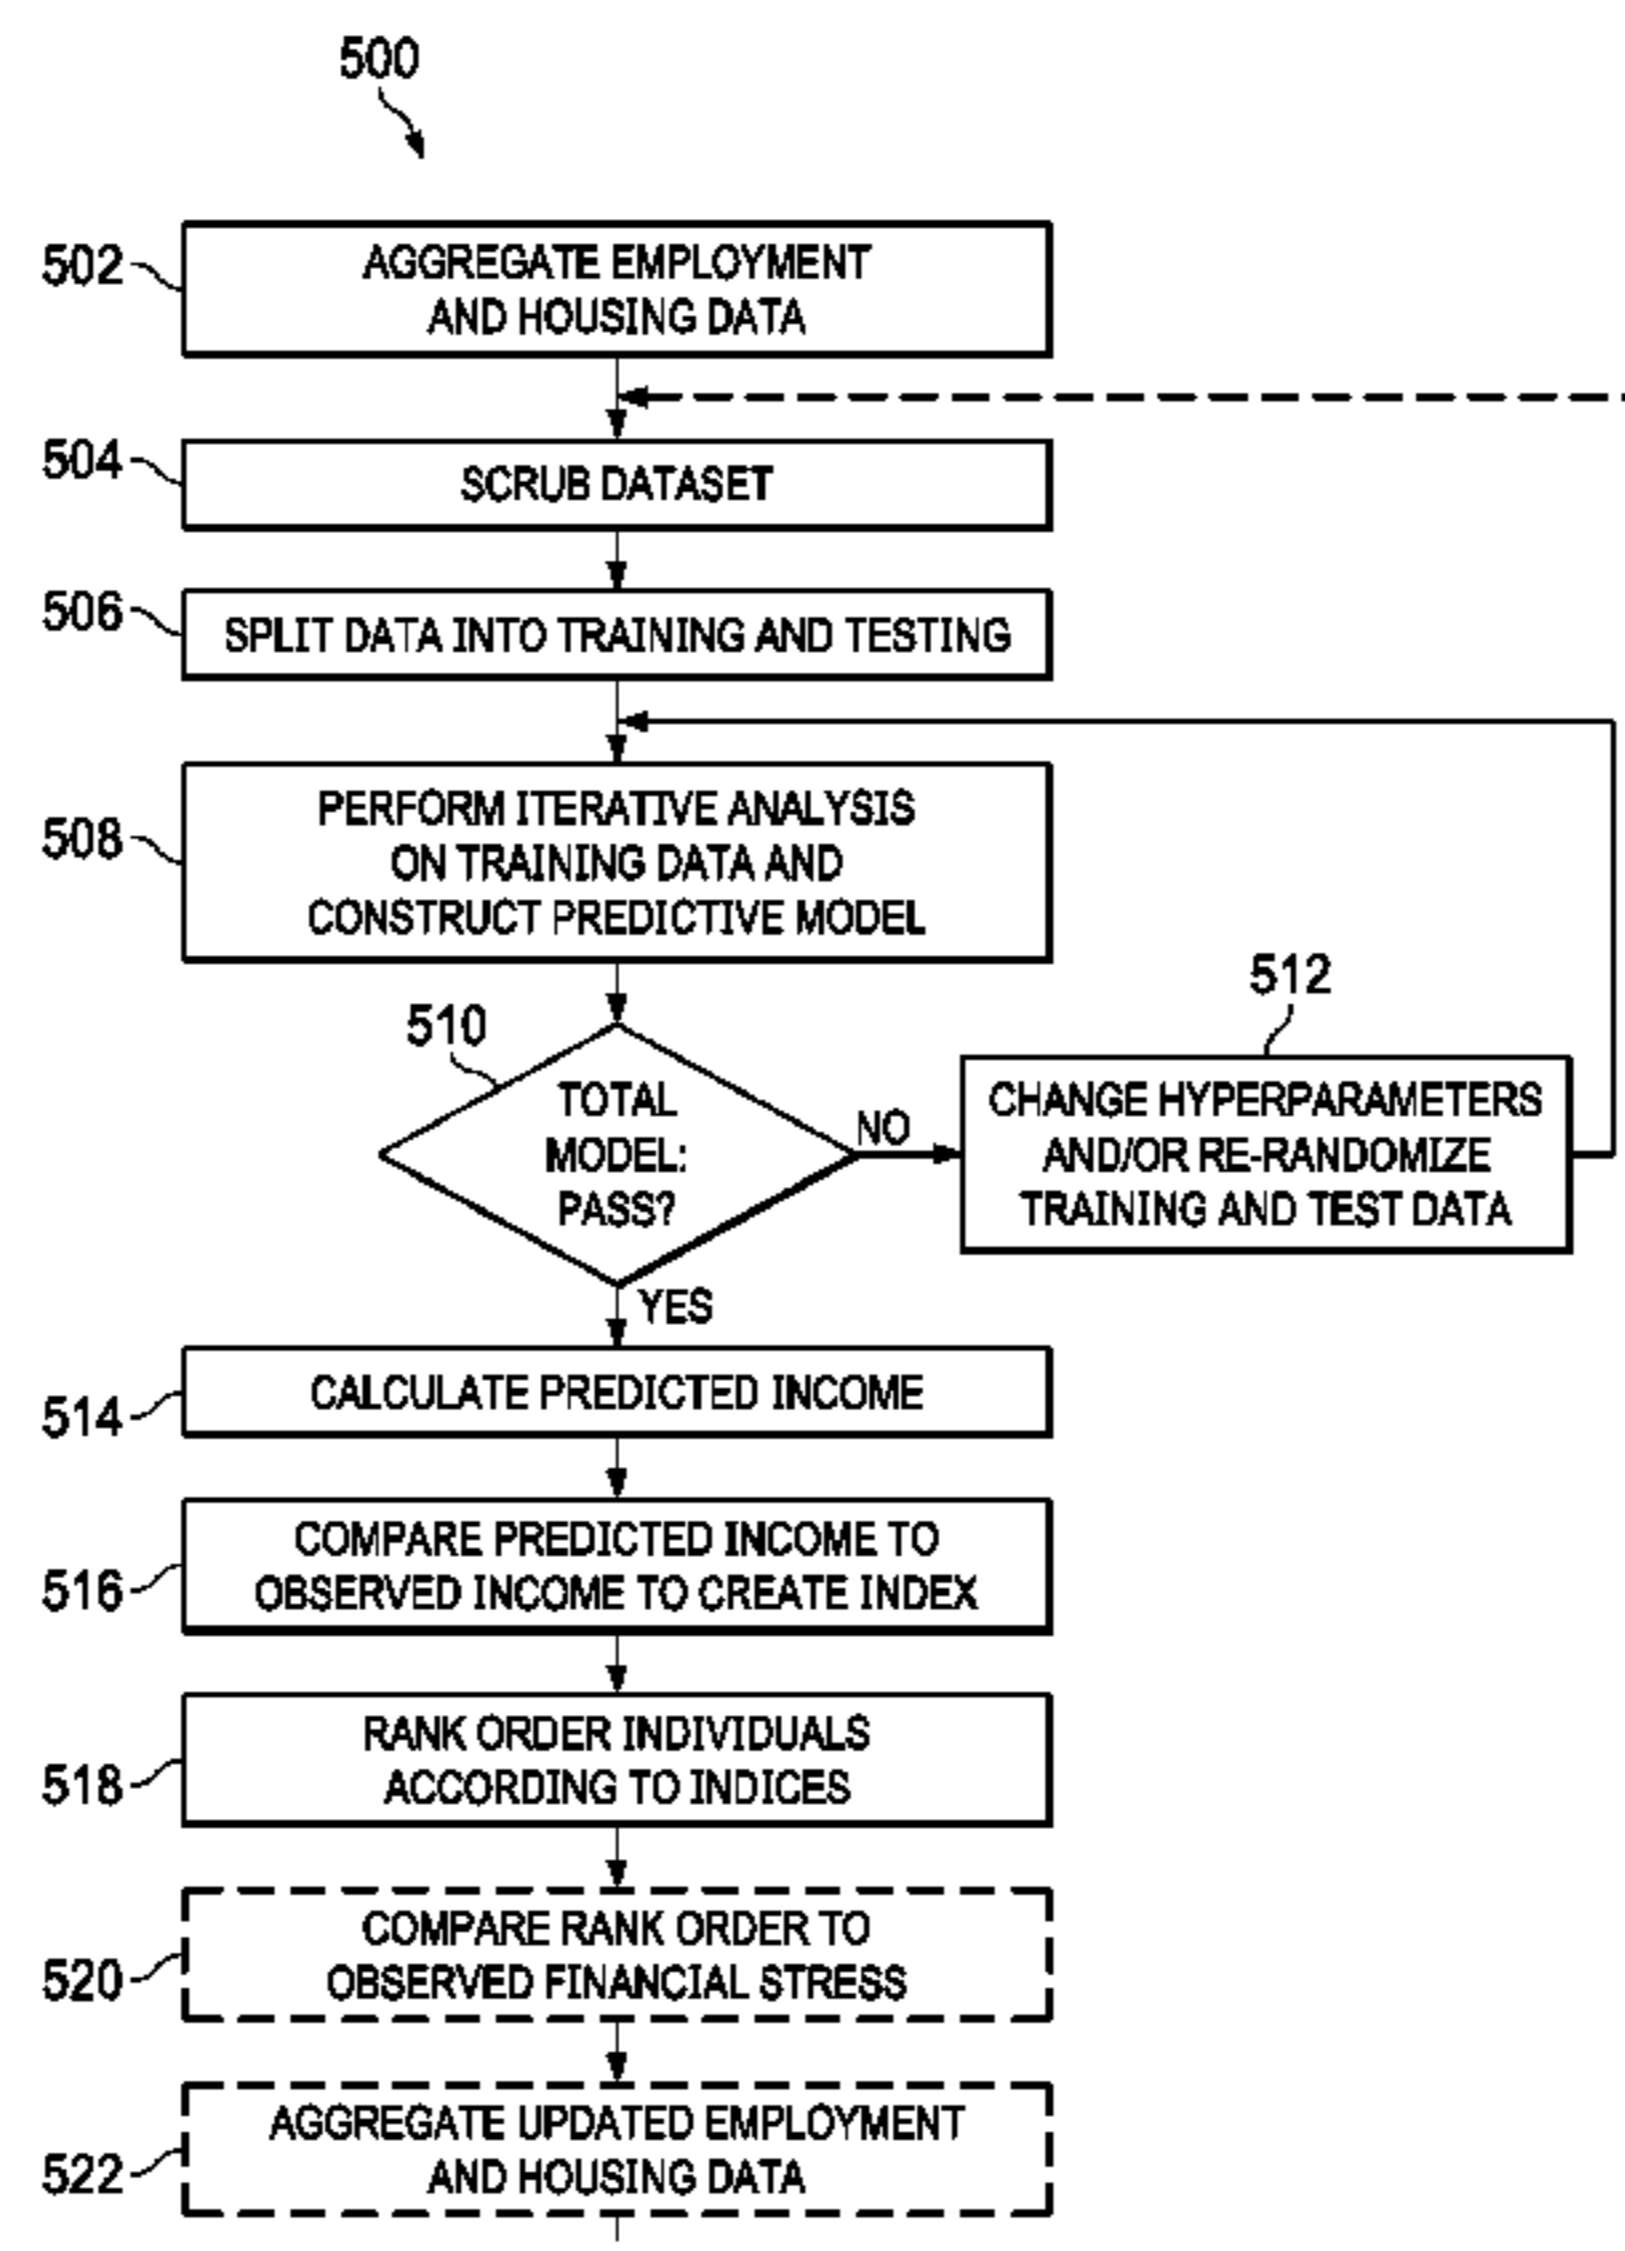 500
502
AGGREGATE EMPLOYMENT
AND HOUSING DATA
504
SCRUB DATASET
506
SPLIT DATA INTO TRAINING AND TESTING
508
PERFORM ITERATIVE ANALYSIS
ON TRAINING DATA AND
CONSTRUCT PREDICTIVE MODEL
510
TOTAL
MODEL:
PASS?
NO
512
CHANGE HYPERPARAMETERS
AND/OR RE-RANDOMIZE
TRAINING AND TEST DATA
YES
514
CALCULATE PREDICTED INCOME
516
COMPARE PREDICTED INCOME TO
OBSERVED INCOME TO CREATE INDEX
518
RANK ORDER INDIVIDUALS
ACCORDING TO INDICES
520
COMPARE RANK ORDER TO
OBSERVED FINANCIAL STRESS
522
AGGREGATE UPDATED EMPLOYMENT
AND HOUSING DATA